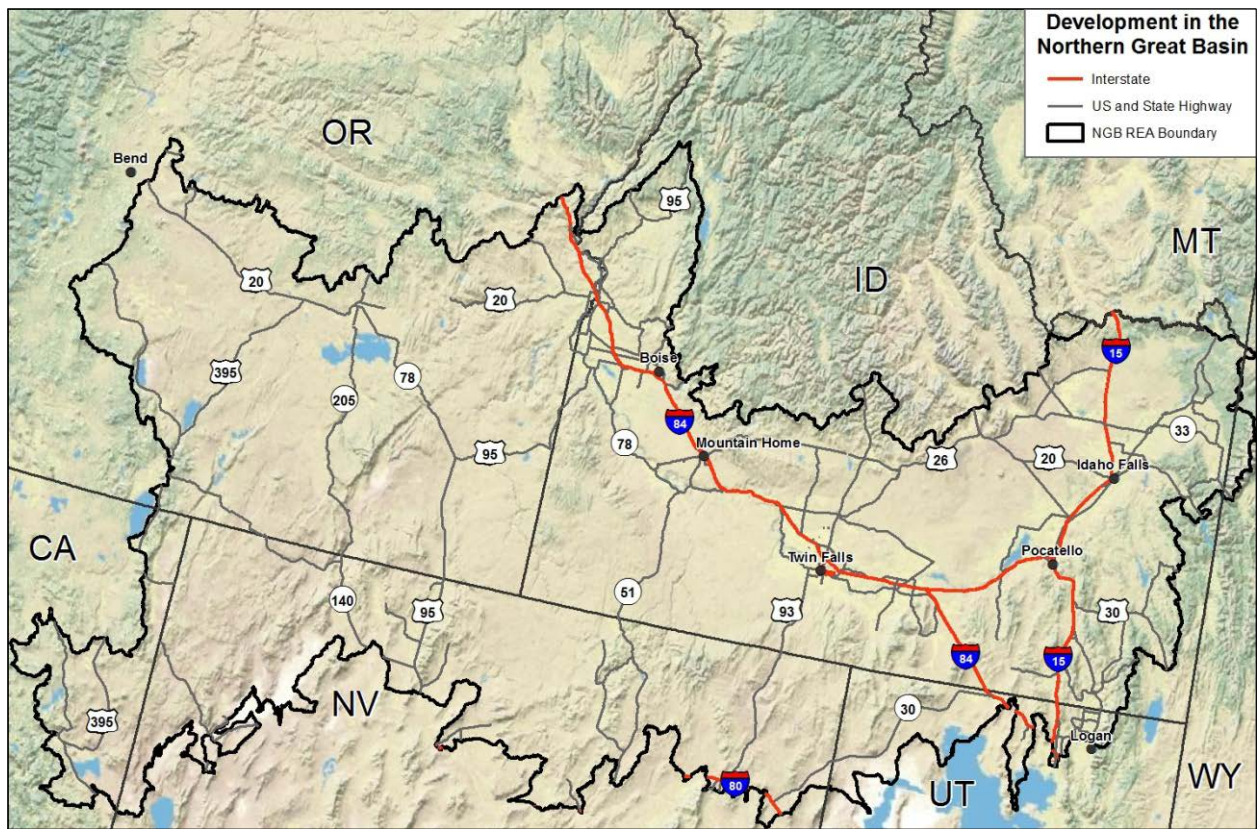 Development in the
Northern Great Basin
Interstate
US and State Highway
NGB REA Boundary
OR
Bend
95
MT
ID
20
20
15
Boise
395
78
205
84
33
78
Mountain Home
95
26
20
Idaho Falls
CA
Twin Falls
Pocatello
51
140
95
93
30
84
15
NV
30
395
Logan
80
UT
WY